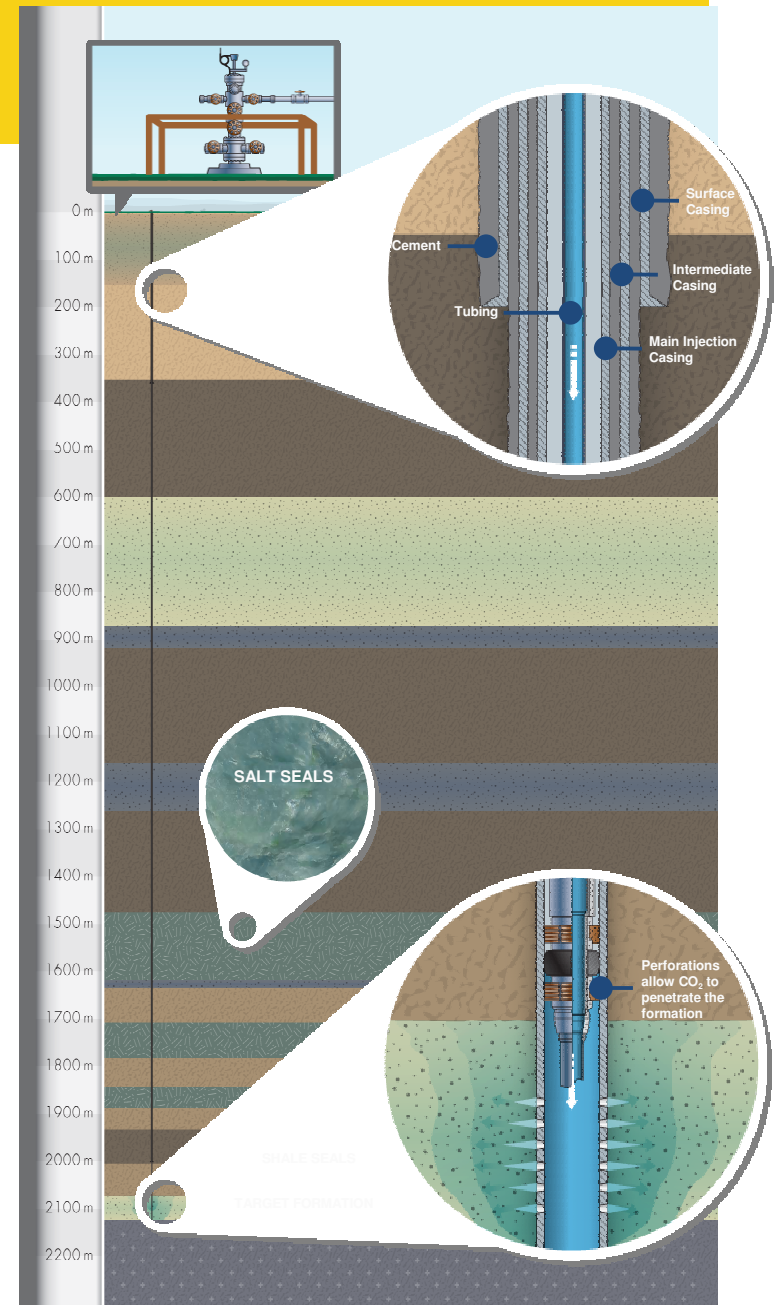 Surface
Casing
Cement
Intermediate
Casing
Tubing
Main Injection
Casing
0 m
100 m
200 m
300 m
400 m
500 m
600 m
700 m
800 m
900 m
1000 m
1100 m
1200 m
1300 m
1400 m
1500 m
1600 m
1700 m
1800 m
1900 m
2000 m
2100 m
2200 m
SALT SEALS
Perforations
allow CO₂ to
penetrate the
formation
SHALE SEALS
TARGET FORMATION